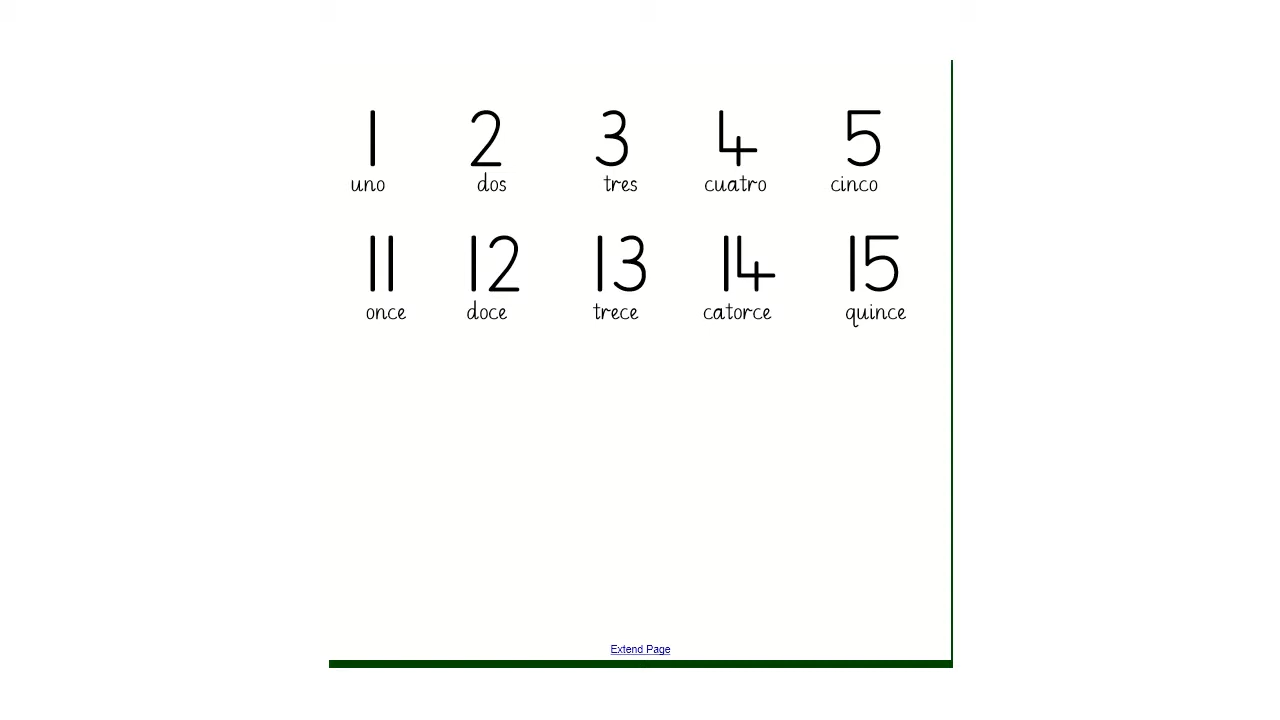 1 2 3 4 5
uno dos tres cuatro cinco
11 12 13 14 15
once doce trece catorce quince
Extend Page